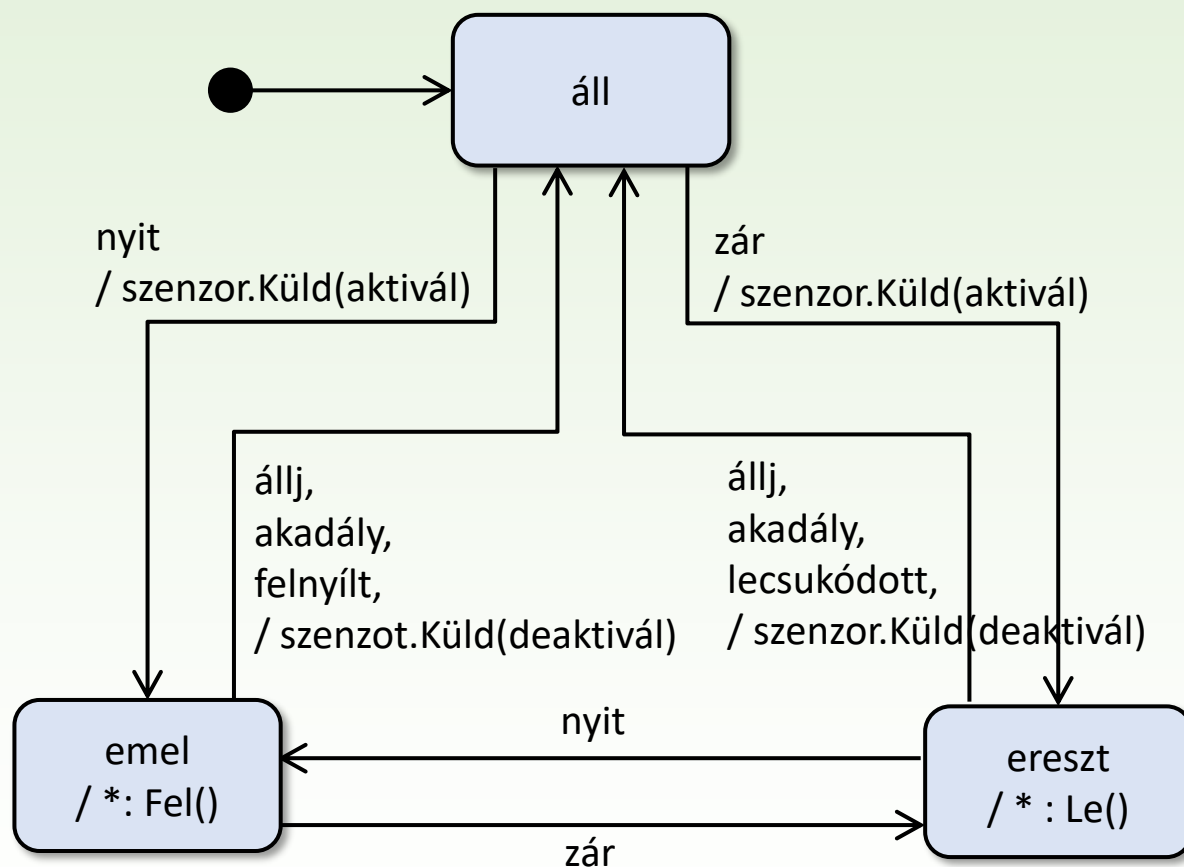 áll
nyit
/ szenzor.Küld(aktivál)
zár
/ szenzor.Küld(aktivál)
állj,
akadály,
felnyílt,
/ szenzot.Küld(deaktivál)
állj,
akadály,
lecsukódott,
/ szenzor.Küld(deaktivál)
emel
/ *: Fel()
nyit
zár
ereszt
/ * : Le()